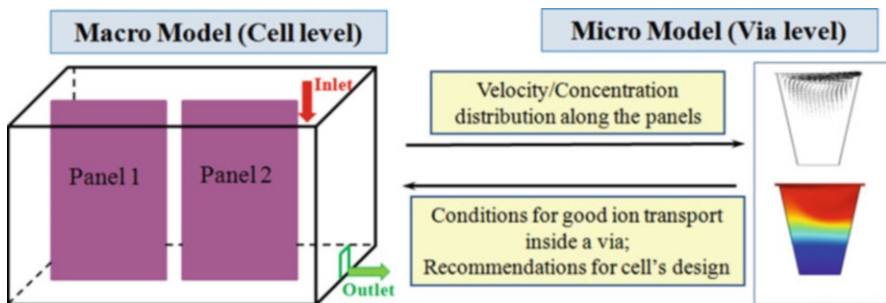 Macro Model (Cell level)
Micro Model (Via level)
Inlet
Panel 1
Panel 2
Outlet
Velocity/Concentration
distribution along the panels
Conditions for good ion transport
inside a via;
Recommendations for cell's design